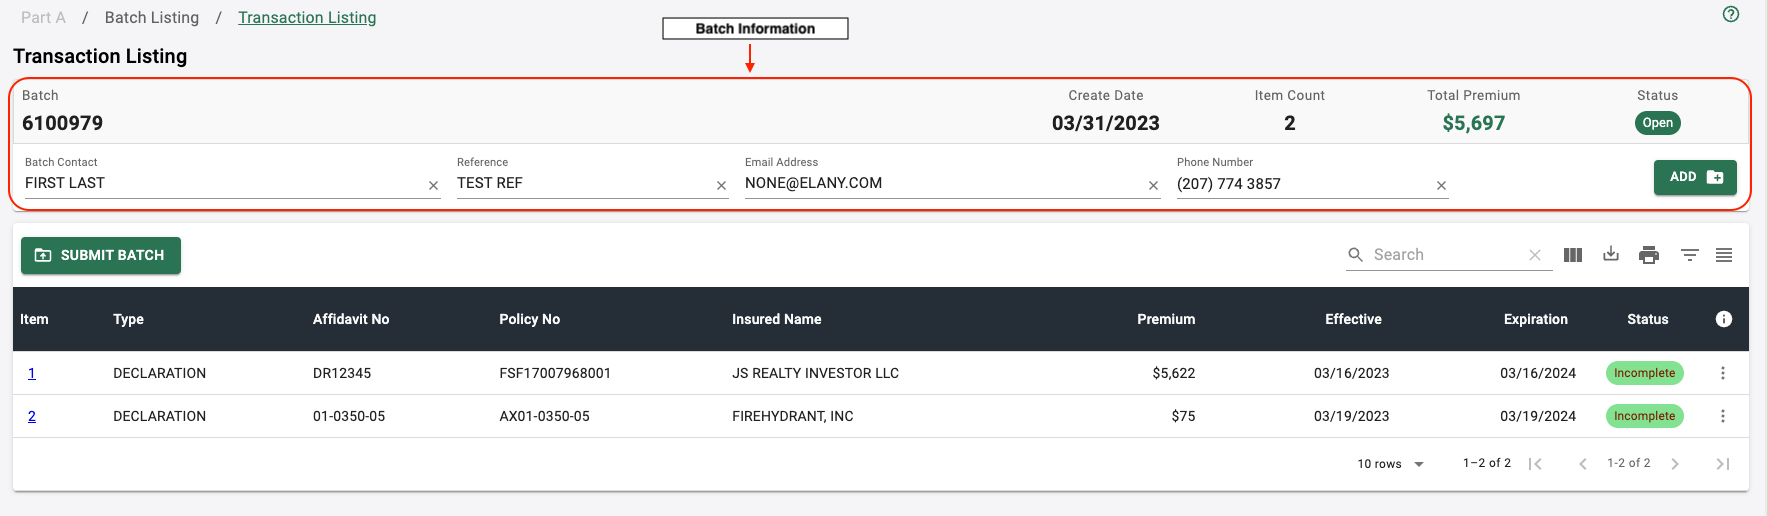 Part A / Batch Listing / Transaction Listing
Batch Information
Transaction Listing
Batch Create Date Item Count Total Premium Status
6100979 03/31/2023 2 $5,697 Open
Batch Contact Reference Email Address Phone Number
FIRST LAST TEST REF NONE@ELANY.COM (207) 774 3857 ADD
SUBMIT BATCH Search
Item Type Affidavit No Policy No Insured Name Premium Effective Expiration Status
1 DECLARATION DR12345 FSF17007968001 JS REALTY INVESTOR LLC $5,622 03/16/2023 03/16/2024 Incomplete
2 DECLARATION 01-0350-05 AX01-0350-05 FIREHYDRANT, INC $75 03/19/2023 03/19/2024 Incomplete
10 rows 1–2 of 2 1-2 of 2